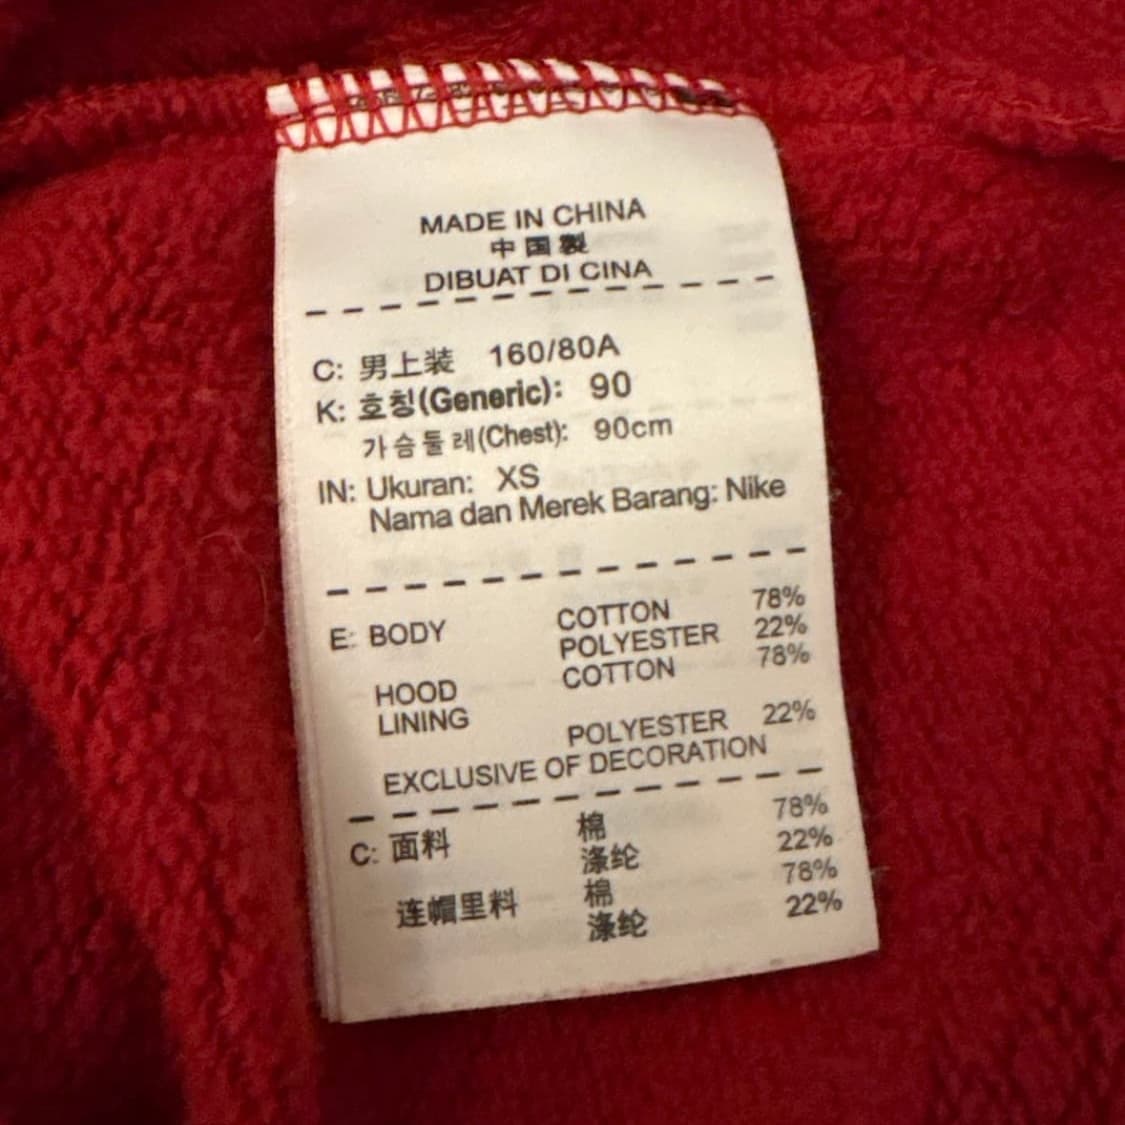 MADE IN CHINA
中国製
DIBUAT DI CINA
C: 男上装 160/80A
K: 호칭(Generic): 90
가슴둘레(Chest): 90cm
IN: Ukuran: XS
Nama dan Merek Barang: Nike
E: BODY COTTON 78%
POLYESTER 22%
HOOD COTTON 78%
LINING
POLYESTER 22%
EXCLUSIVE OF DECORATION
C: 面料 棉 78%
涤纶 22%
连帽里料 棉 78%
涤纶 22%